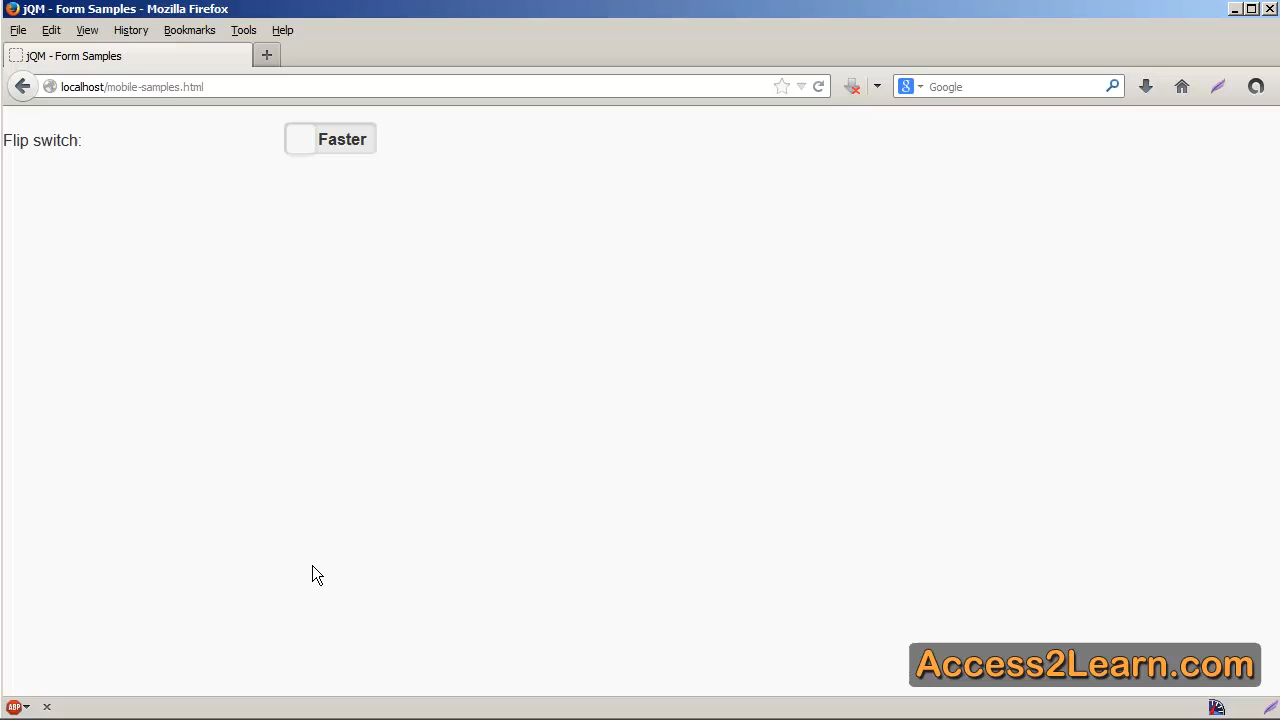 jQM - Form Samples - Mozilla Firefox
File Edit View History Bookmarks Tools Help
jQM - Form Samples
localhost/mobile-samples.html
Google
Flip switch:
Faster
Access2Learn.com
ABP